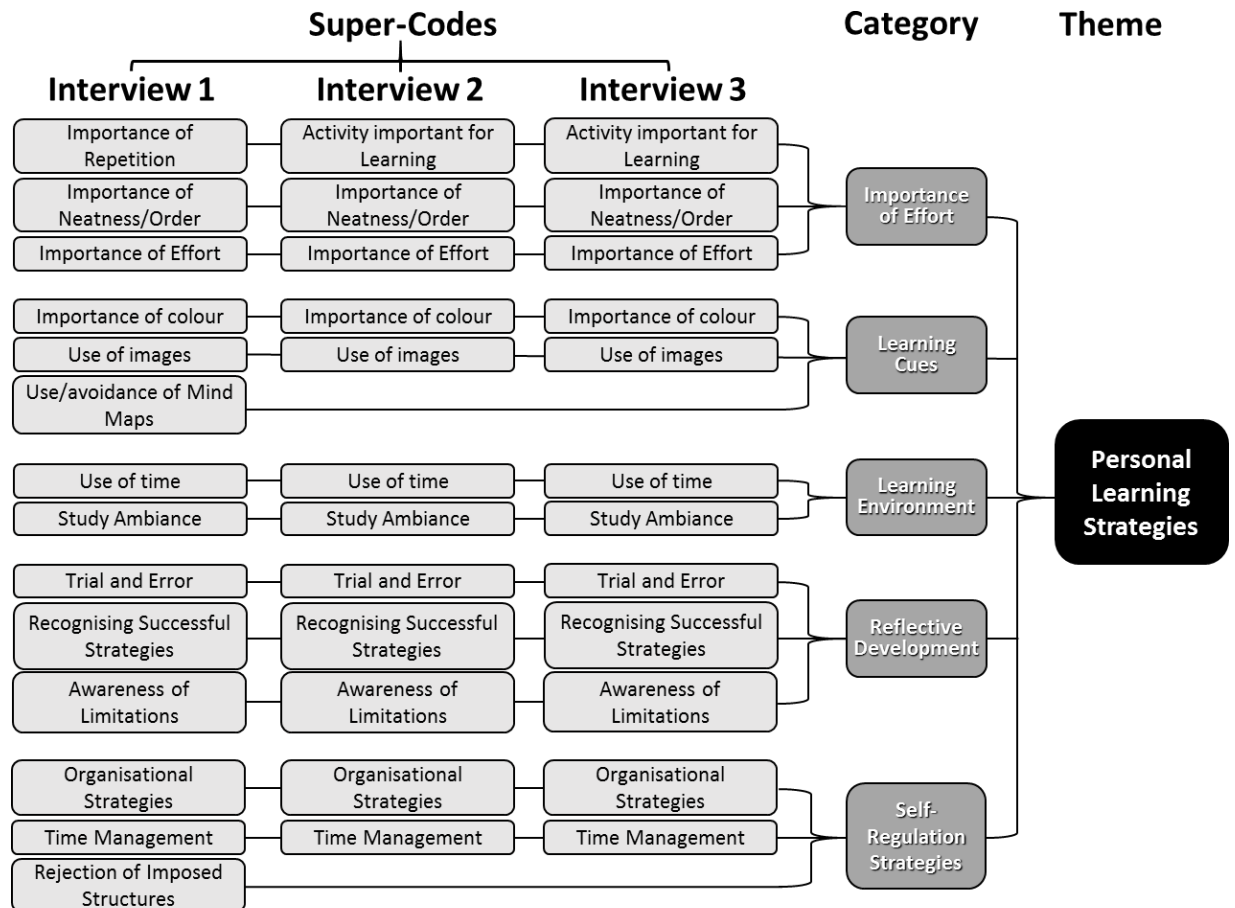 Super-Codes
Category
Theme
Interview 1
Interview 2
Interview 3
Importance of
Repetition
Activity important for
Learning
Activity important for
Learning
Importance of
Neatness/Order
Importance of
Neatness/Order
Importance of
Neatness/Order
Importance of Effort
Importance of Effort
Importance of Effort
Importance
of Effort
Importance of colour
Importance of colour
Importance of colour
Use of images
Use of images
Use of images
Use/avoidance of Mind
Maps
Learning
Cues
Use of time
Use of time
Use of time
Study Ambiance
Study Ambiance
Study Ambiance
Learning
Environment
Personal
Learning
Strategies
Trial and Error
Trial and Error
Trial and Error
Recognising Successful
Strategies
Recognising Successful
Strategies
Recognising Successful
Strategies
Awareness of
Limitations
Awareness of
Limitations
Awareness of
Limitations
Reflective
Development
Organisational
Strategies
Organisational
Strategies
Organisational
Strategies
Time Management
Time Management
Time Management
Rejection of Imposed
Structures
Self-
Regulation
Strategies